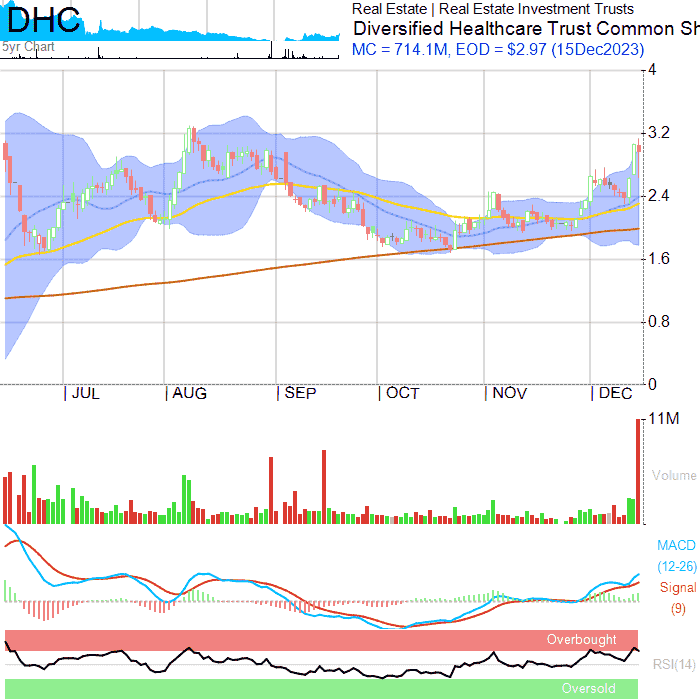 DHC
5yr Chart
Real Estate | Real Estate Investment Trusts
Diversified Healthcare Trust Common Sh
MC = 714.1M, EOD = $2.97 (15Dec2023)
4
3.2
2.4
1.6
0.8
0
JUL AUG SEP OCT NOV DEC
11M
Volume
MACD
(12-26)
Signal
(9)
Overbought
RSI(14)
Oversold